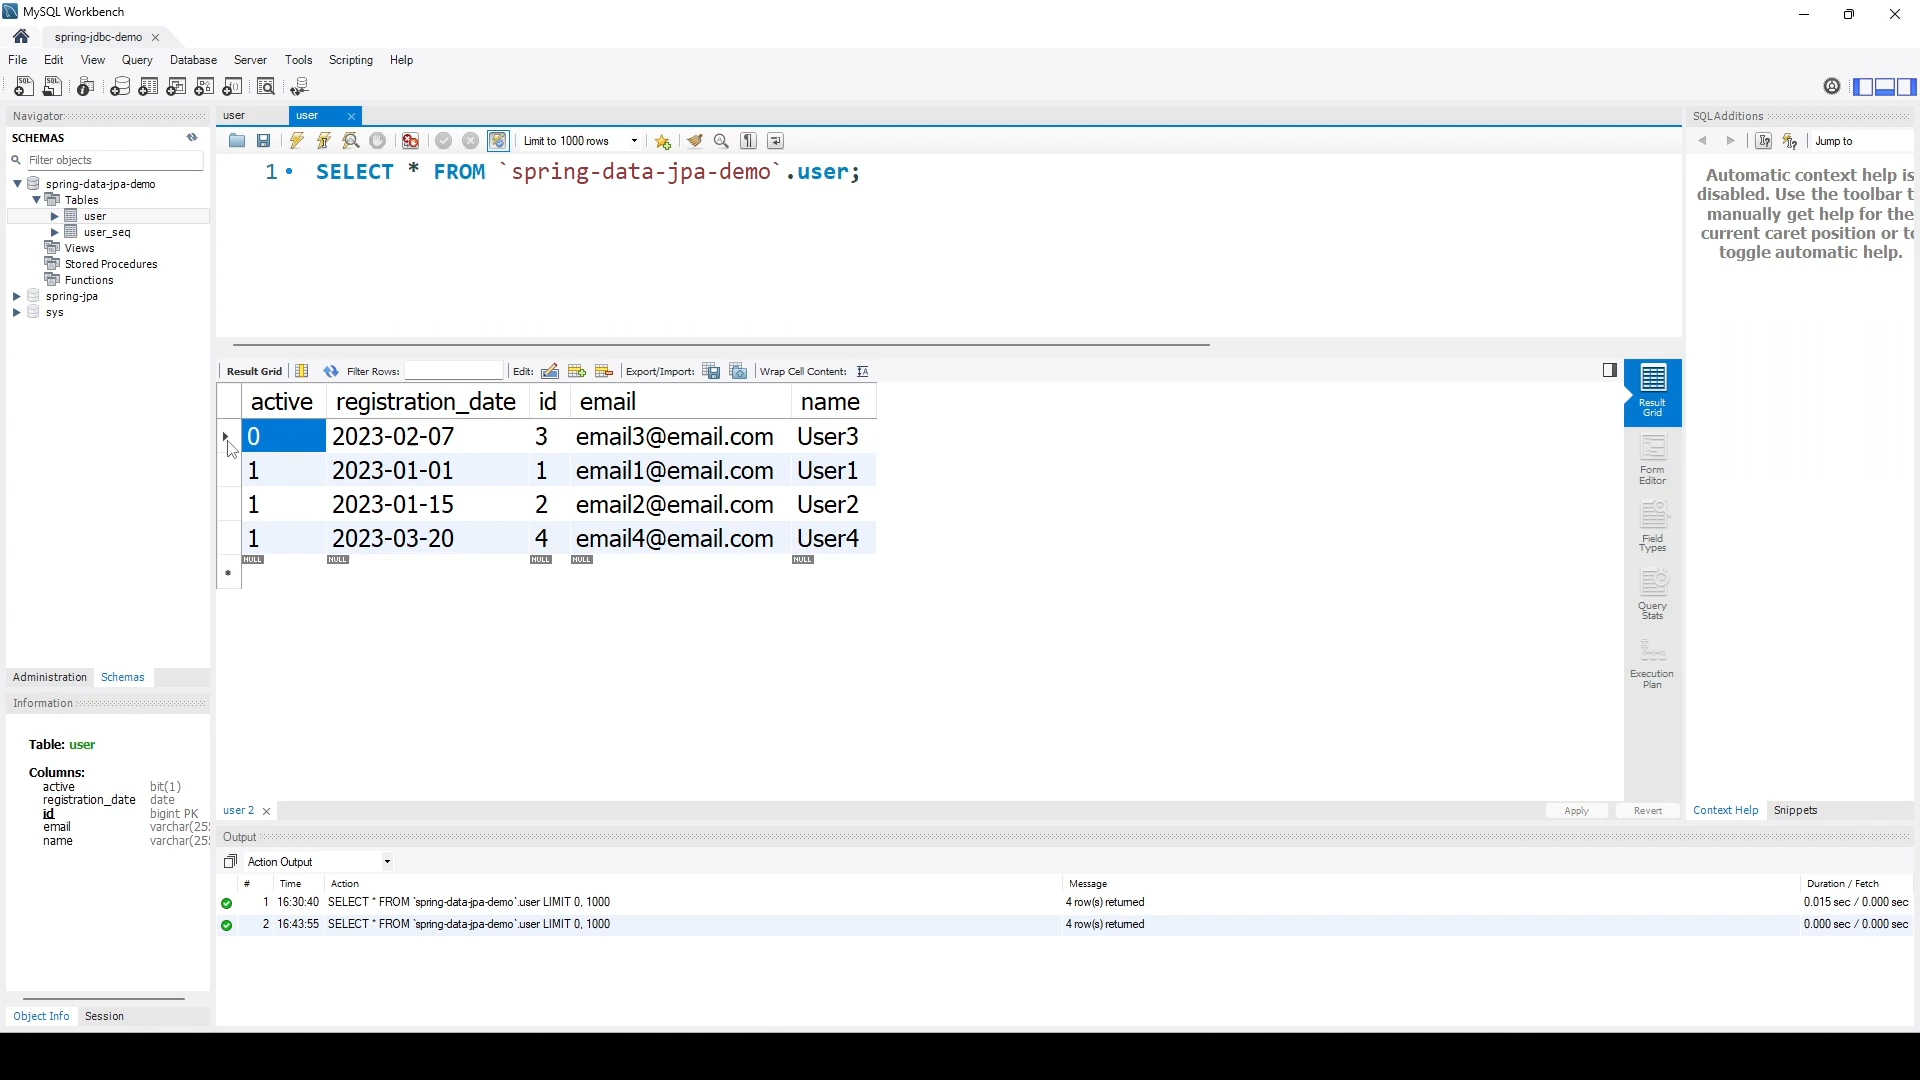 MySQL Workbench
spring-jdbc-demo
File Edit View Query Database Server Tools Scripting Help
Navigator
SCHEMAS
Filter objects
spring-data-jpa-demo
Tables
user
user_seq
Views
Stored Procedures
Functions
spring-jpa
sys
Administration Schemas
Information
Table: user
Columns:
active bit(1)
registration_date date
id bigint PK
email varchar(255
name varchar(255
Object Info Session
user user
Limit to 1000 rows
1 SELECT * FROM `spring-data-jpa-demo`.user;
Result Grid Filter Rows: Edit: Export/Import: Wrap Cell Content:
active registration_date id email name
0 2023-02-07 3 email3@email.com User3
1 2023-01-01 1 email1@email.com User1
1 2023-01-15 2 email2@email.com User2
1 2023-03-20 4 email4@email.com User4
NULL NULL NULL NULL NULL
Result
Grid
Form
Editor
Field
Types
Query
Stats
Execution
Plan
user 2 Apply Revert
SQLAdditions
Jump to
Automatic context help is
disabled. Use the toolbar t
manually get help for the
current caret position or to
toggle automatic help.
Context Help Snippets
Output
Action Output
# Time Action Message Duration / Fetch
1 16:30:40 SELECT * FROM `spring-data-jpa-demo`.user LIMIT 0, 1000 4 row(s) returned 0.015 sec / 0.000 sec
2 16:43:55 SELECT * FROM `spring-data-jpa-demo`.user LIMIT 0, 1000 4 row(s) returned 0.000 sec / 0.000 sec